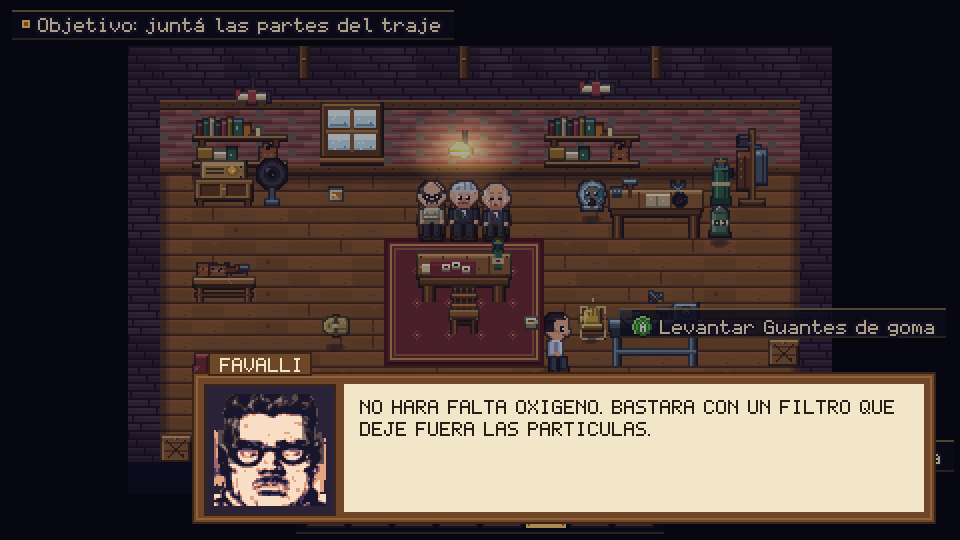 Objetivo: juntá las partes del traje
A Levantar Guantes de goma
FAVALLI
NO HARA FALTA OXIGENO. BASTARA CON UN FILTRO QUE
DEJE FUERA LAS PARTICULAS.
a